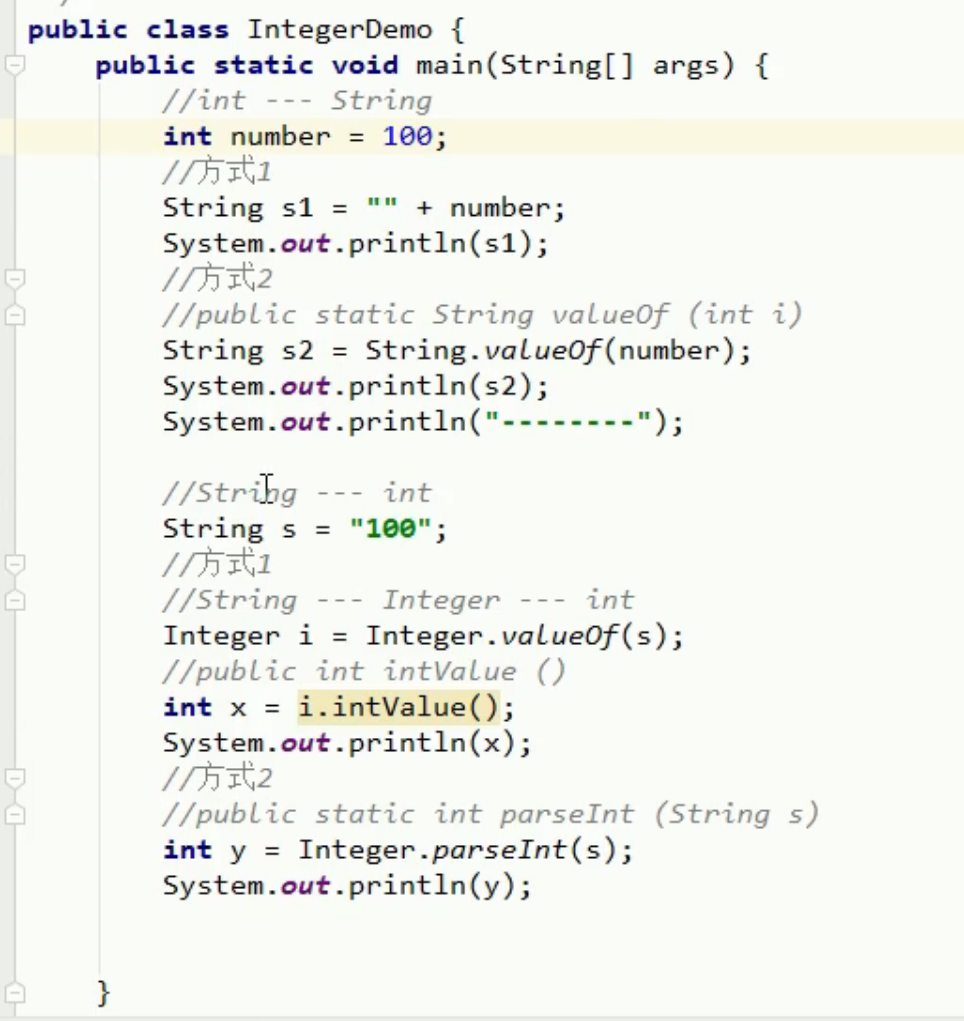 public class IntegerDemo {
public static void main(String[] args) {
//int --- String
int number = 100;
//方式1
String s1 = "" + number;
System.out.println(s1);
//方式2
//public static String valueOf (int i)
String s2 = String.valueOf(number);
System.out.println(s2);
System.out.println("--------");
//String --- int
String s = "100";
//方式1
//String --- Integer --- int
Integer i = Integer.valueOf(s);
//public int intValue ()
int x = i.intValue();
System.out.println(x);
//方式2
//public static int parseInt (String s)
int y = Integer.parseInt(s);
System.out.println(y);
}